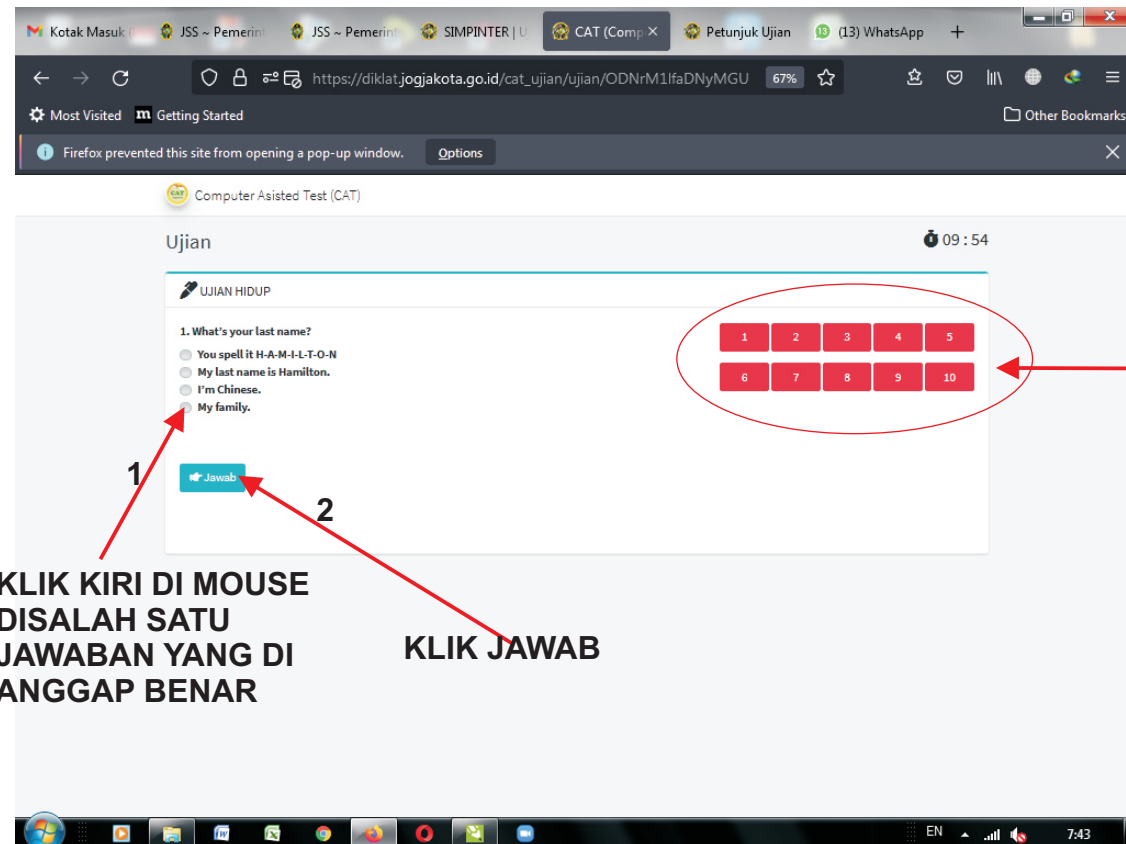 Kotak Masuk
JSS ~ Pemerint
JSS ~ Pemerint
SIMPINTER | U
CAT (Comp
Petunjuk Ujian
(13) WhatsApp
https://diklat.jogjakota.go.id/cat_ujian/ujian/ODNrM1lfaDNyMGU
67%
Most Visited
m Getting Started
Other Bookmarks
Firefox prevented this site from opening a pop-up window.
Options
CAT
Computer Asisted Test (CAT)
Ujian
09 : 54
UJIAN HIDUP
1. What's your last name?
You spell it H-A-M-I-L-T-O-N
My last name is Hamilton.
I'm Chinese.
My family.
1 2 3 4 5
6 7 8 9 10
Jawab
1
2
KLIK KIRI DI MOUSE
DISALAH SATU
JAWABAN YANG DI
ANGGAP BENAR
KLIK JAWAB
EN
7:43